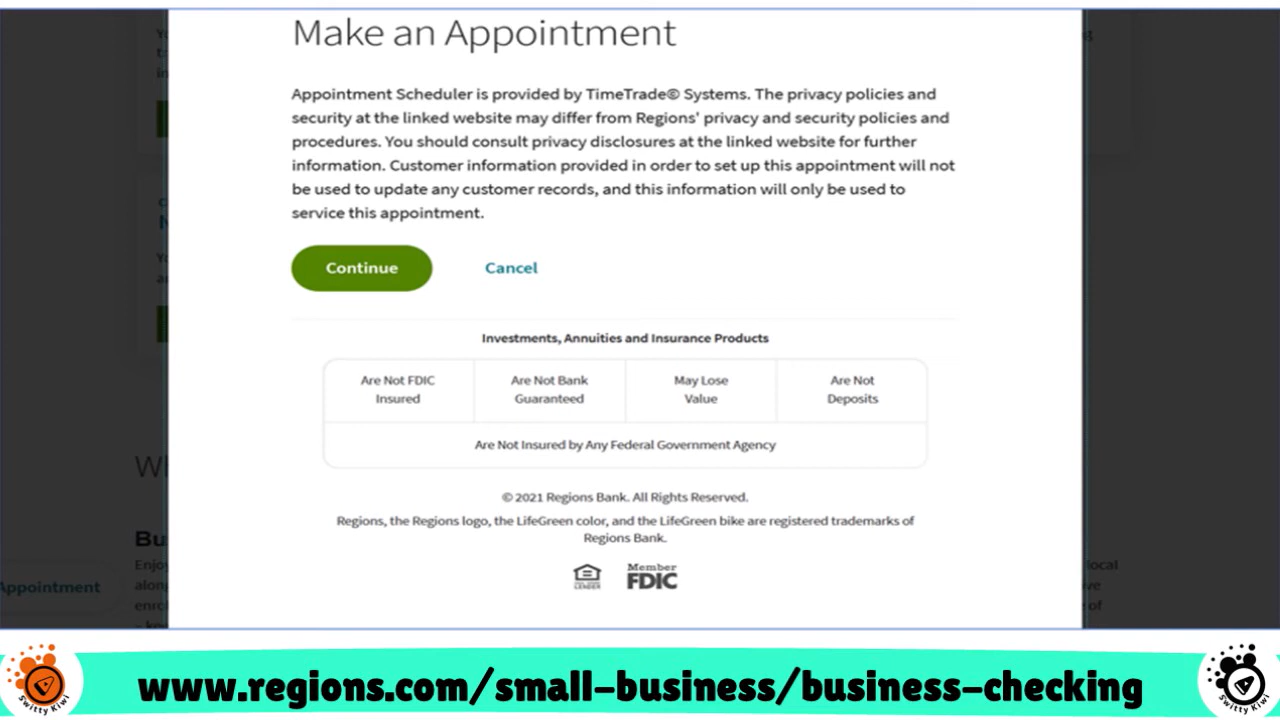 Make an Appointment
Appointment Scheduler is provided by TimeTrade© Systems. The privacy policies and
security at the linked website may differ from Regions' privacy and security policies and
procedures. You should consult privacy disclosures at the linked website for further
information. Customer information provided in order to set up this appointment will not
be used to update any customer records, and this information will only be used to
service this appointment.
Continue Cancel
Investments, Annuities and Insurance Products
Are Not FDIC
Insured
Are Not Bank
Guaranteed
May Lose
Value
Are Not
Deposits
Are Not Insured by Any Federal Government Agency
© 2021 Regions Bank. All Rights Reserved.
Regions, the Regions logo, the LifeGreen color, and the LifeGreen bike are registered trademarks of
Regions Bank.
LENDER
Member
FDIC
Appointment
www.regions.com/small-business/business-checking
Switty Kiwi
Switty Kiwi